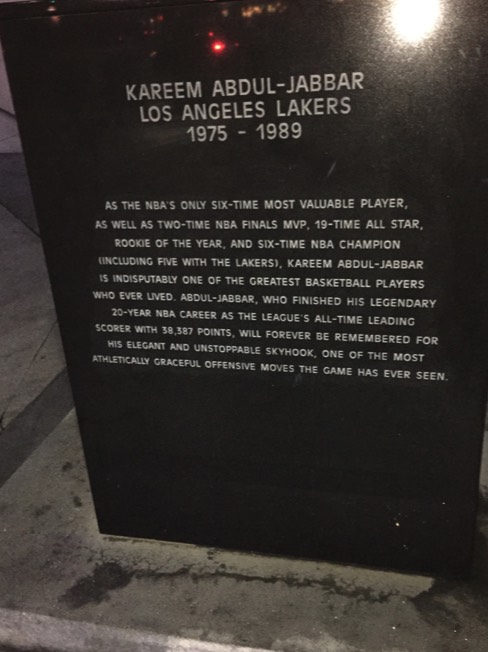 KAREEM ABDUL-JABBAR
LOS ANGELES LAKERS
1975 - 1989
AS THE NBA'S ONLY SIX-TIME MOST VALUABLE PLAYER,
AS WELL AS TWO-TIME NBA FINALS MVP, 19-TIME ALL STAR,
ROOKIE OF THE YEAR, AND SIX-TIME NBA CHAMPION
(INCLUDING FIVE WITH THE LAKERS), KAREEM ABDUL-JABBAR
IS INDISPUTABLY ONE OF THE GREATEST BASKETBALL PLAYERS
WHO EVER LIVED. ABDUL-JABBAR, WHO FINISHED HIS LEGENDARY
20-YEAR NBA CAREER AS THE LEAGUE'S ALL-TIME LEADING
SCORER WITH 38,387 POINTS, WILL FOREVER BE REMEMBERED FOR
HIS ELEGANT AND UNSTOPPABLE SKYHOOK, ONE OF THE MOST
ATHLETICALLY GRACEFUL OFFENSIVE MOVES THE GAME HAS EVER SEEN.